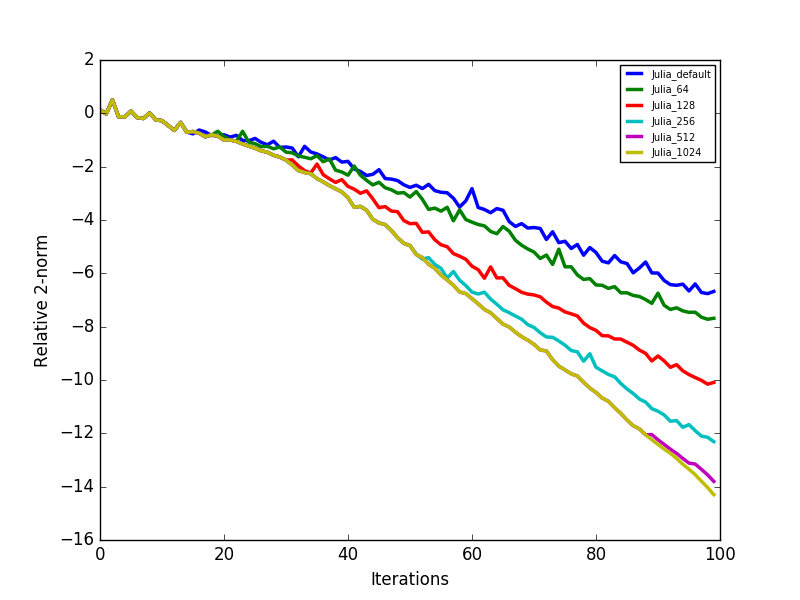 2
0
−2
−4
−6
−8
−10
−12
−14
−16
Relative 2-norm
0 20 40 60 80 100
Iterations
Julia_default
Julia_64
Julia_128
Julia_256
Julia_512
Julia_1024